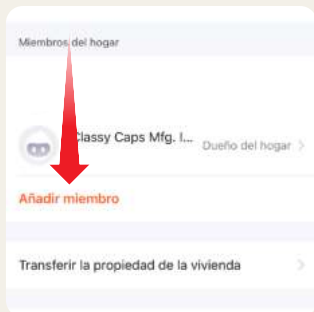 Miembros del hogar
Classy Caps Mfg. I...
Dueño del hogar
Añadir miembro
Transferir la propiedad de la vivienda